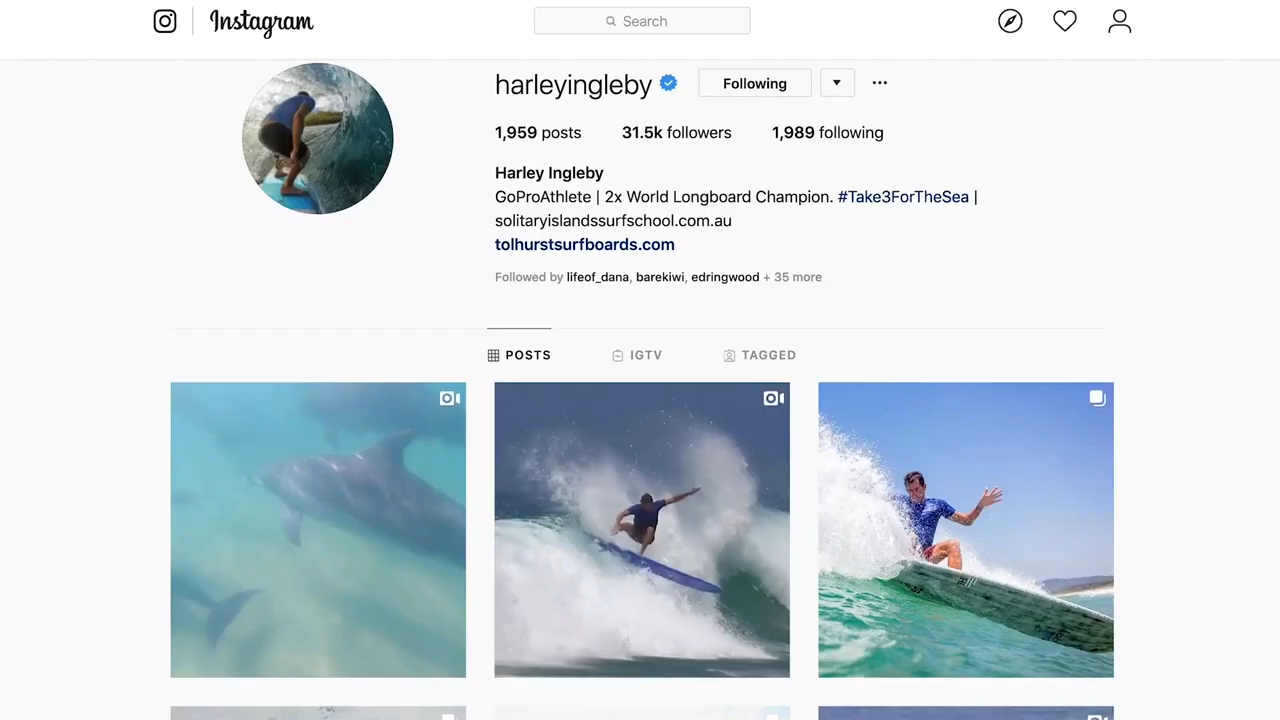 Instagram
Search
harleyingleby
Following
1,959 posts
31.5k followers
1,989 following
Harley Ingleby
GoProAthlete | 2x World Longboard Champion. #Take3ForTheSea |
solitaryislandssurfschool.com.au
tolhurstsurfboards.com
Followed by lifeof_dana, barekiwi, edringwood + 35 more
POSTS
IGTV
TAGGED